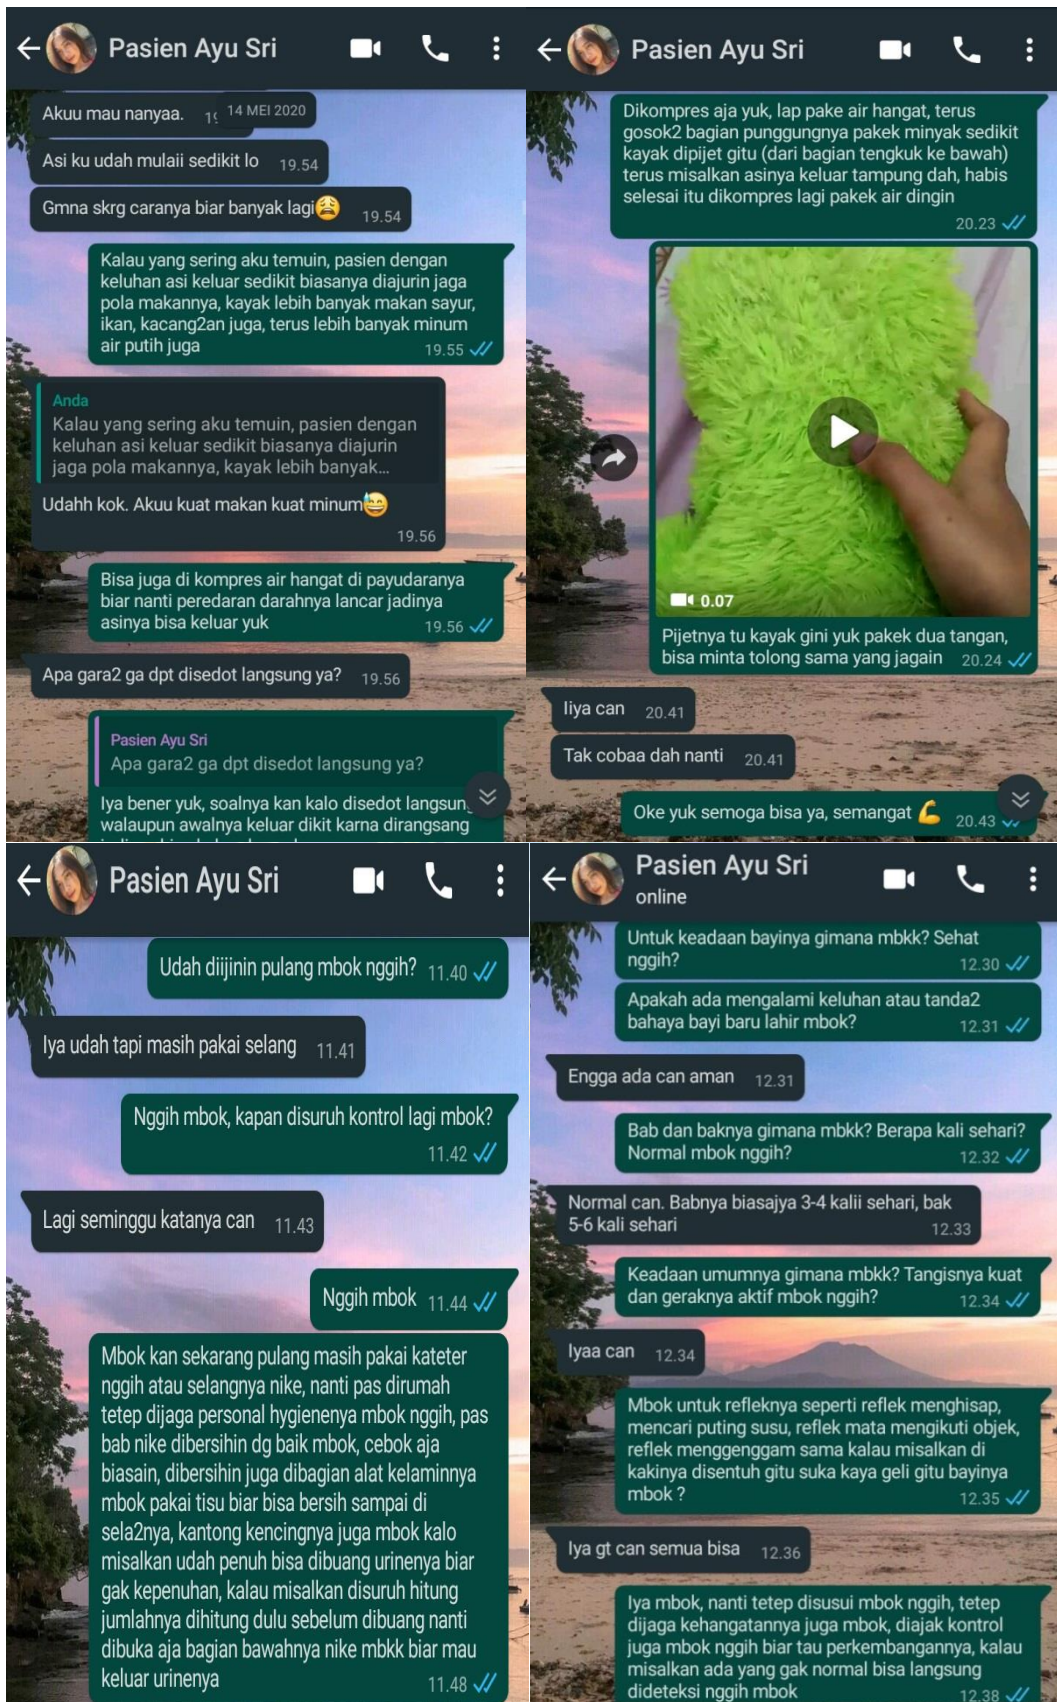 Pasien Ayu Sri
Akuu mau nanyaa.
14 MEI 2020
Asi ku udah mulaii sedikit lo 19.54
Gmna skrg caranya biar banyak lagi😩 19.54
Kalau yang sering aku temuin, pasien dengan
keluhan asi keluar sedikit biasanya diajurin jaga
pola makannya, kayak lebih banyak makan sayur,
ikan, kacang2an juga, terus lebih banyak minum
air putih juga 19.55
Anda
Kalau yang sering aku temuin, pasien dengan
keluhan asi keluar sedikit biasanya diajurin
jaga pola makannya, kayak lebih banyak...
Udahh kok. Akuu kuat makan kuat minum😅
19.56
Bisa juga di kompres air hangat di payudaranya
biar nanti peredaran darahnya lancar jadinya
asinya bisa keluar yuk 19.56
Apa gara2 ga dpt disedot langsung ya? 19.56
Pasien Ayu Sri
Apa gara2 ga dpt disedot langsung ya?
Iya bener yuk, soalnya kan kalo disedot langsung
walaupun awalnya keluar dikit karna dirangsang
Pasien Ayu Sri
Dikompres aja yuk, lap pake air hangat, terus
gosok2 bagian punggungnya pakek minyak sedikit
kayak dipijet gitu (dari bagian tengkuk ke bawah)
terus misalkan asinya keluar tampung dah, habis
selesai itu dikompres lagi pakek air dingin
20.23
0.07
Pijetnya tu kayak gini yuk pakek dua tangan,
bisa minta tolong sama yang jagain 20.24
Iiya can 20.41
Tak cobaa dah nanti 20.41
Oke yuk semoga bisa ya, semangat 💪 20.43
Pasien Ayu Sri
Udah diijinin pulang mbok nggih? 11.40
Iya udah tapi masih pakai selang 11.41
Nggih mbok, kapan disuruh kontrol lagi mbok?
11.42
Lagi seminggu katanya can 11.43
Nggih mbok 11.44
Mbok kan sekarang pulang masih pakai kateter
nggih atau selangnya nike, nanti pas dirumah
tetep dijaga personal hygienenya mbok nggih, pas
bab nike dibersihin dg baik mbok, cebok aja
biasain, dibersihin juga dibagian alat kelaminnya
mbok pakai tisu biar bisa bersih sampai di
sela2nya, kantong kencingnya juga mbok kalo
misalkan udah penuh bisa dibuang urinenya biar
gak kepenuhan, kalau misalkan disuruh hitung
jumlahnya dihitung dulu sebelum dibuang nanti
dibuka aja bagian bawahnya nike mbkk biar mau
keluar urinenya 11.48
Pasien Ayu Sri
online
Untuk keadaan bayinya gimana mbkk? Sehat
nggih? 12.30
Apakah ada mengalami keluhan atau tanda2
bahaya bayi baru lahir mbok? 12.31
Engga ada can aman 12.31
Bab dan baknya gimana mbkk? Berapa kali sehari?
Normal mbok nggih? 12.32
Normal can. Babnya biasajya 3-4 kalii sehari, bak
5-6 kali sehari 12.33
Keadaan umumnya gimana mbkk? Tangisnya kuat
dan geraknya aktif mbok nggih? 12.34
Iyaa can 12.34
Mbok untuk refleknya seperti reflek menghisap,
mencari puting susu, reflek mata mengikuti objek,
reflek menggenggam sama kalau misalkan di
kakinya disentuh gitu suka kaya geli gitu bayinya
mbok ? 12.35
Iya gt can semua bisa 12.36
Iya mbok, nanti tetep disusui mbok nggih, tetep
dijaga kehangatannya juga mbok, diajak kontrol
juga mbok nggih biar tau perkembangannya, kalau
misalkan ada yang gak normal bisa langsung
dideteksi nggih mbok 12.38